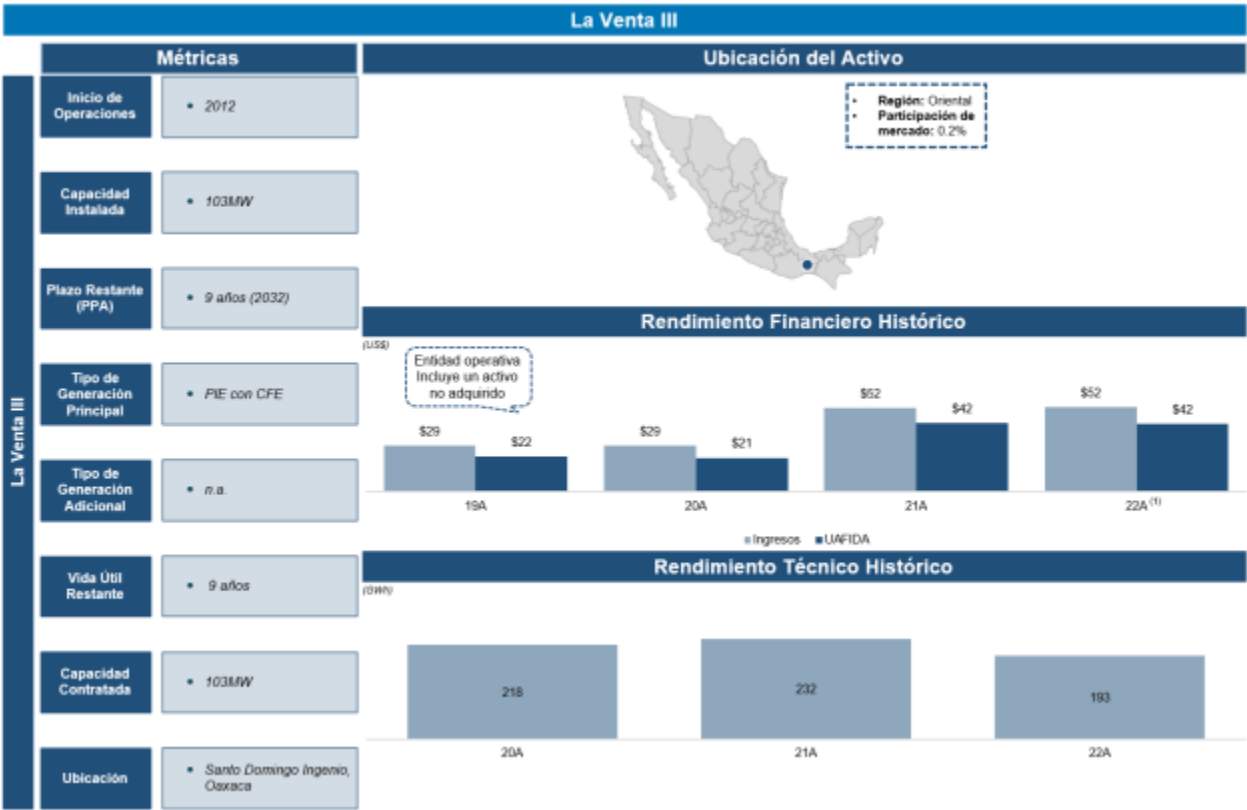 La Venta III
Métricas
La Venta III
Inicio de
Operaciones
• 2012
Capacidad
Instalada
• 103MW
Plazo Restante
(PPA)
• 9 años (2032)
Tipo de
Generación
Principal
• PIE con CFE
Tipo de
Generación
Adicional
• n.a.
Vida Útil
Restante
• 9 años
Capacidad
Contratada
• 103MW
Ubicación
• Santo Domingo Ingenio,
Oaxaca
Ubicación del Activo
• Región: Oriental
• Participación de
mercado: 0.2%
Rendimiento Financiero Histórico
(US$)
Entidad operativa
Incluye un activo
no adquirido
$29
$22
$29
$21
$52
$42
$52
$42
19A
20A
21A
22A (1)
Ingresos
UAFIDA
Rendimiento Técnico Histórico
(GWh)
218
232
193
20A
21A
22A